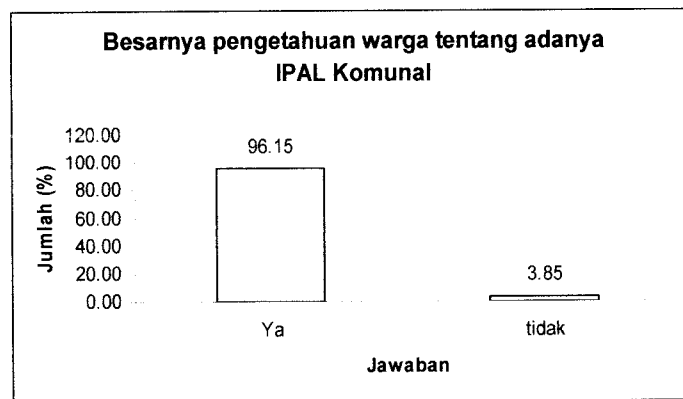 Besarnya pengetahuan warga tentang adanya
IPAL Komunal
Jumlah (%)
120.00
100.00
80.00
60.00
40.00
20.00
0.00
96.15
3.85
Ya
tidak
Jawaban